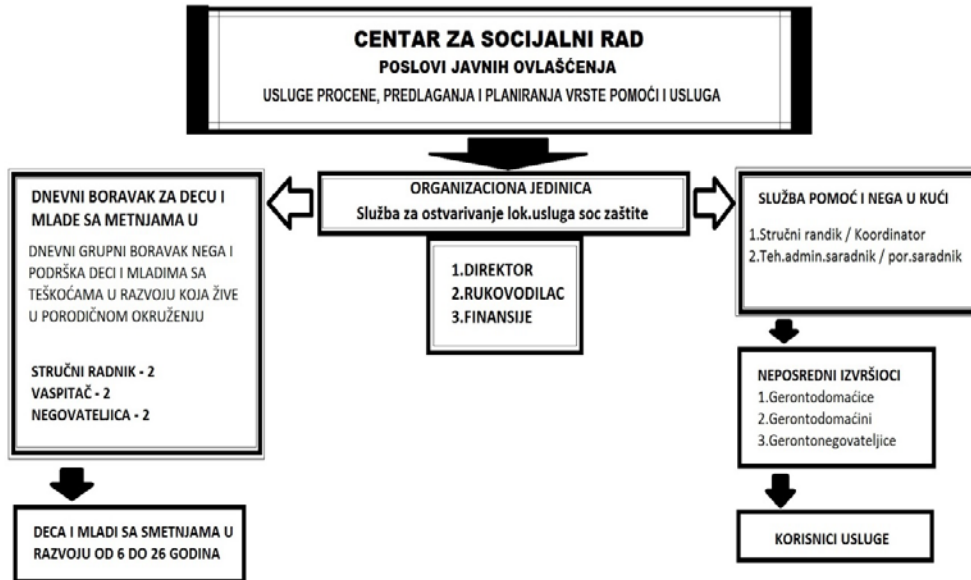 CENTAR ZA SOCIJALNI RAD
POSLOVI JAVNIH OVLAŠĆENJA
USLUGE PROCENE, PREDLAGANJA I PLANIRANJA VRSTE POMOĆI I USLUGA
DNEVNI BORAVAK ZA DECU I
MLADE SA METNJAMA U
DNEVNI GRUPNI BORAVAK NEGA I
PODRŠKA DECI I MLADIMA SA
TEŠKOĆAMA U RAZVOJU KOJA ŽIVE
U PORODIČNOM OKRUŽENJU
STRUČNI RADNIK - 2
VASPITAČ - 2
NEGOVATELJICA - 2
DECA I MLADI SA SMETNJAMA U
RAZVOJU OD 6 DO 26 GODINA
ORGANIZACIONA JEDINICA
Služba za ostvarivanje lok.usluga soc zaštite
1.DIREKTOR
2.RUKOVODILAC
3.FINANSIJE
SLUŽBA POMOĆ I NEGA U KUĆI
1.Stručni randik / Koordinator
2.Teh.admin.saradnik / por.saradnik
NEPOSREDNI IZVRŠIOCI
1.Gerontodomaćice
2.Gerontodomaćini
3.Gerontonegovateljice
KORISNICI USLUGE